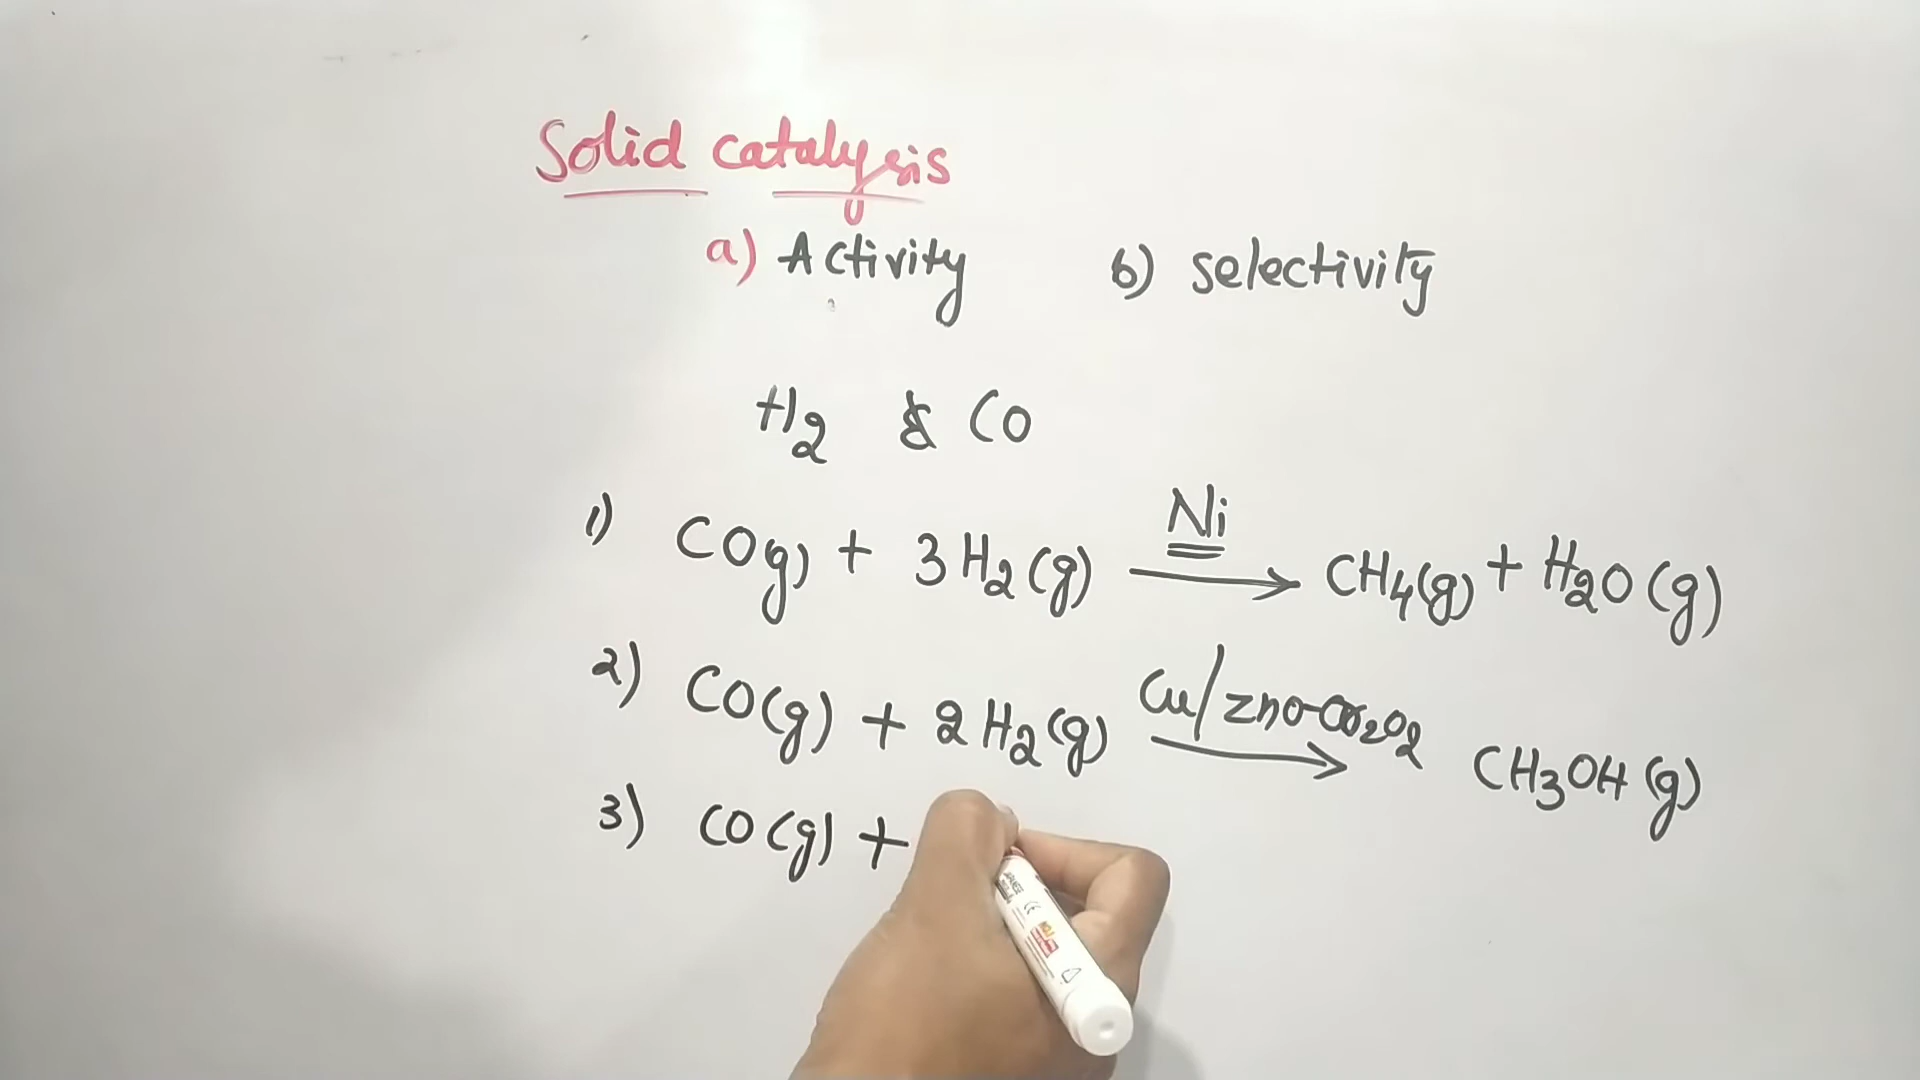 Solid catalysis
a) Activity b) selectivity
H2 & CO
1) CO(g) + 3H2(g) Ni → CH4(g) + H2O(g)
2) CO(g) + 2H2(g) Cu/zno-Cr2O2 → CH3OH(g)
3) CO(g) +